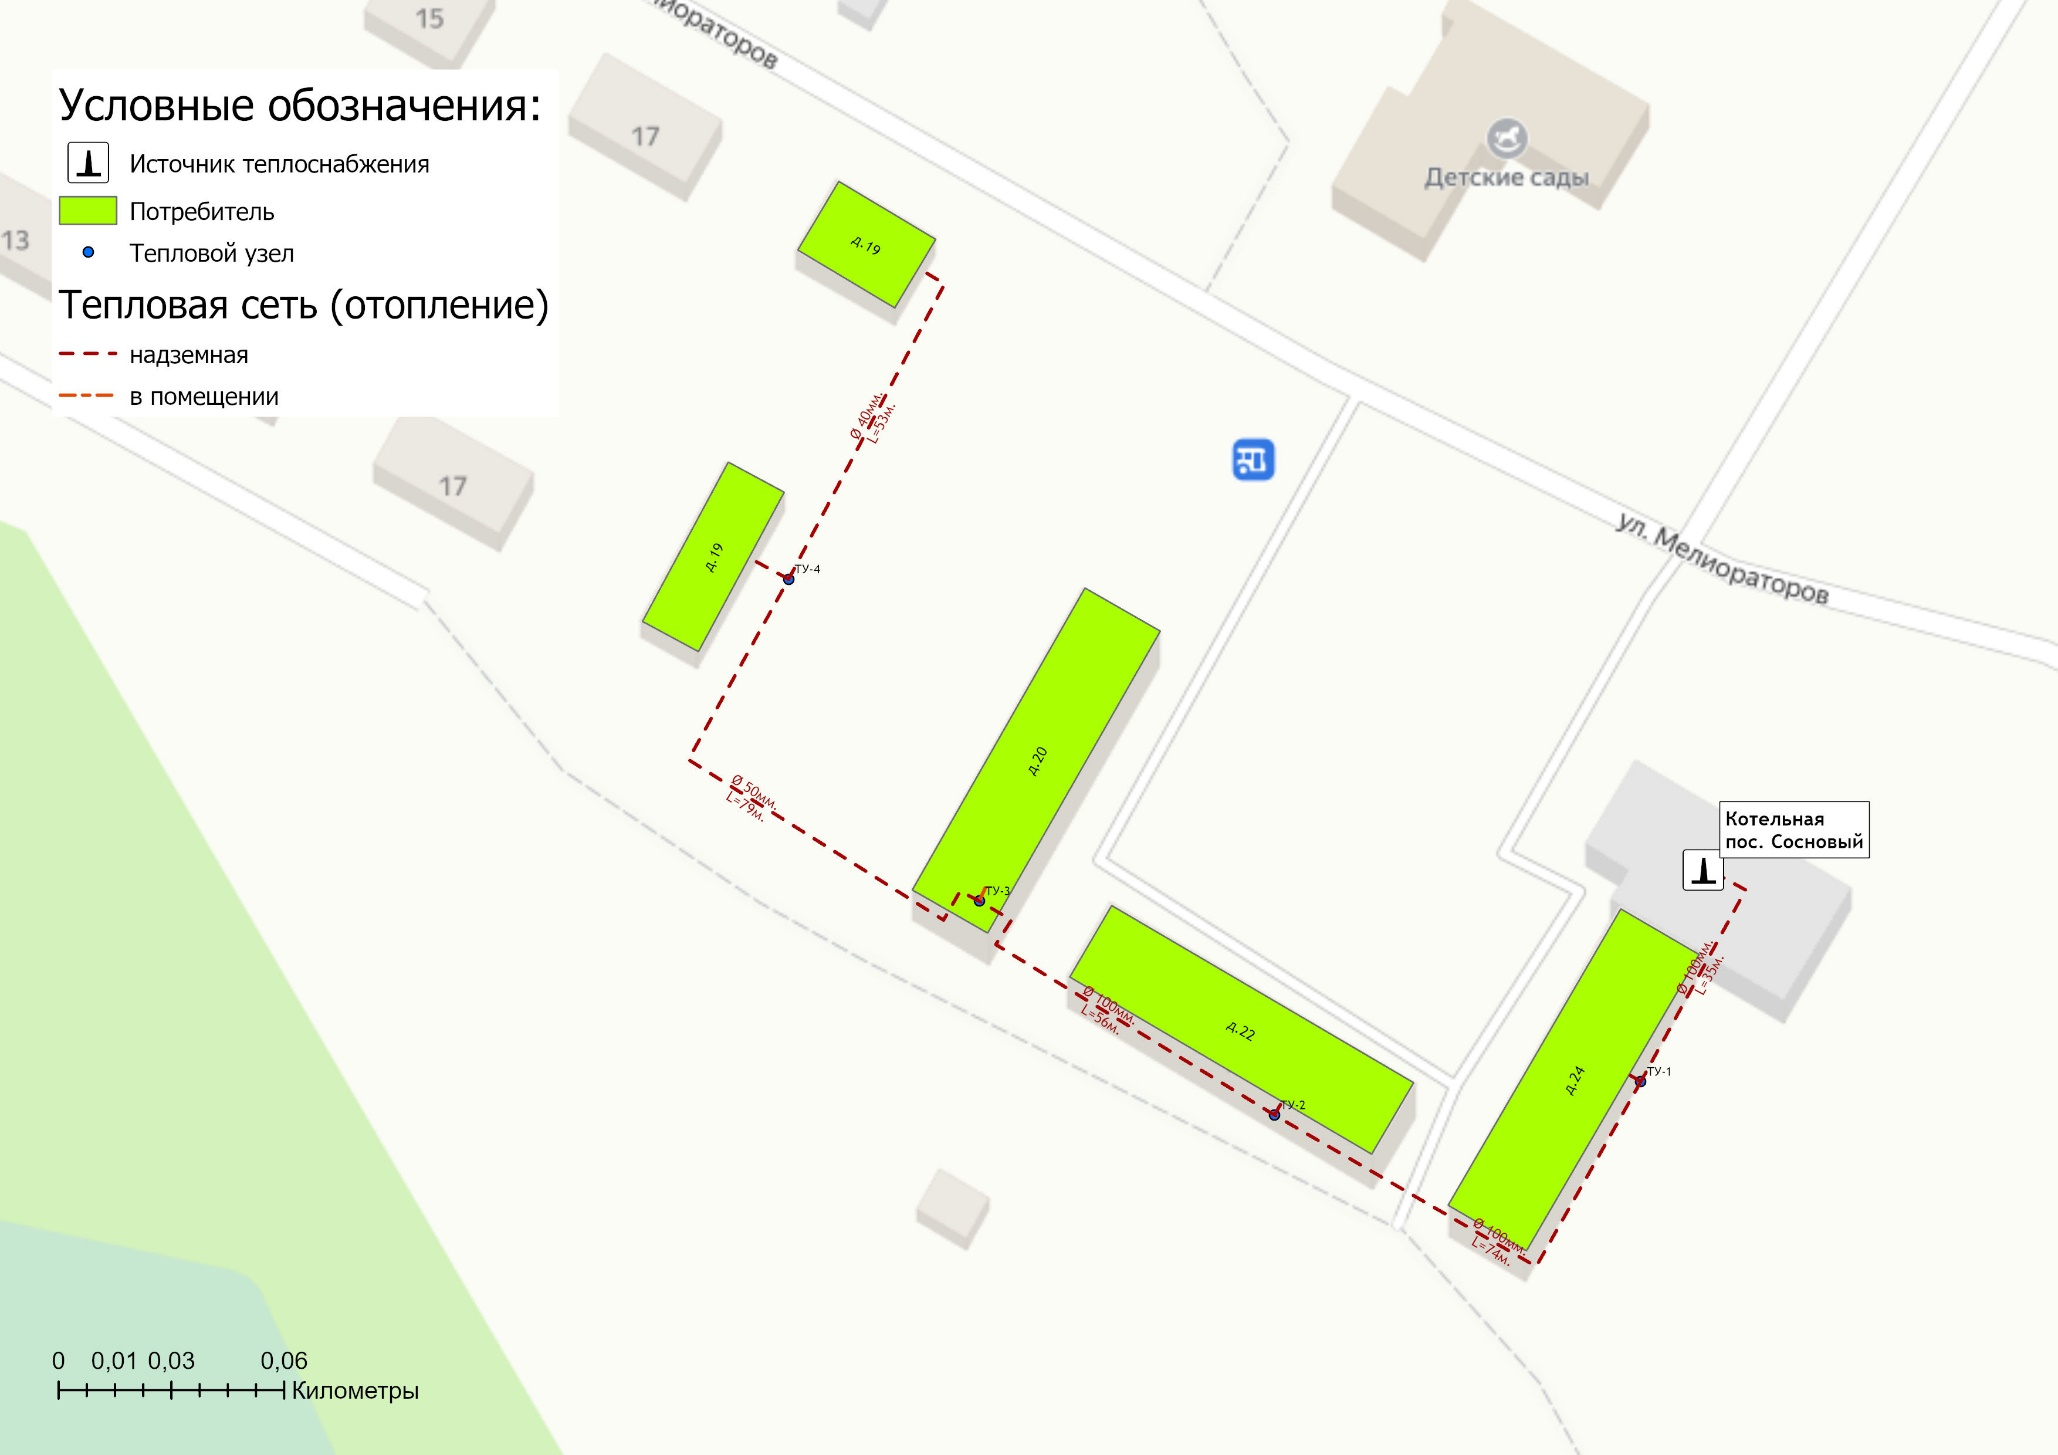 15
лиораторов
Условные обозначения:
Источник теплоснабжения
Потребитель
Тепловой узел
Тепловая сеть (отопление)
надземная
в помещении
17
13
Детские сады
д.19
Ø 40мм.
L=53м.
17
д.19
ТУ-4
ул. Мелиораторов
д.20
Ø 50мм.
L=79м.
Котельная
пос. Сосновый
ТУ-3
Ø 100мм.
L=35м.
Ø 100мм.
L=56м.
д.22
д.24
ТУ-1
ТУ-2
Ø 100мм.
L=74м.
0 0,01 0,03 0,06
Километры